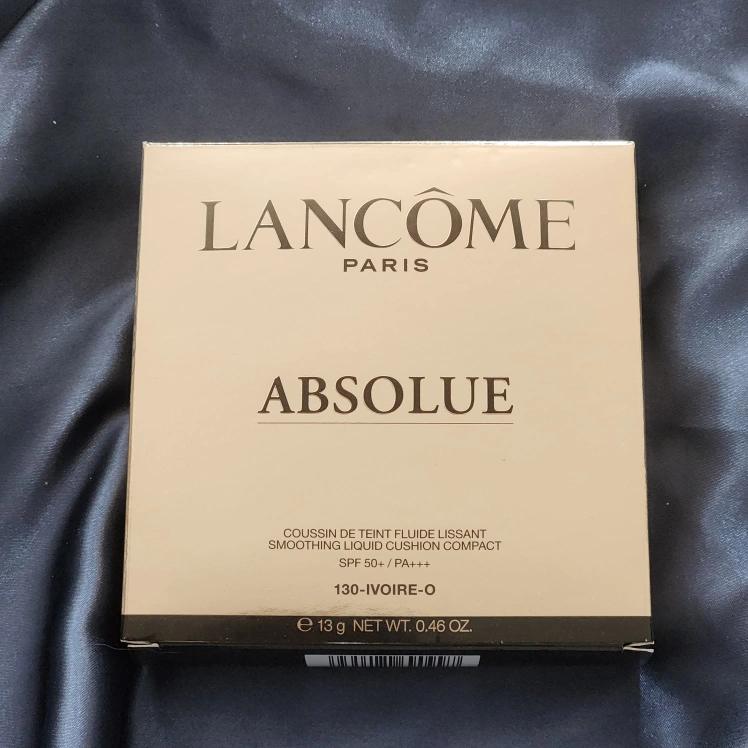 LANCÔME
PARIS
ABSOLUE
COUSSIN DE TEINT FLUIDE LISSANT
SMOOTHING LIQUID CUSHION COMPACT
SPF 50+ / PA+++
130-IVOIRE-O
℮ 13 g NET WT. 0.46 OZ.